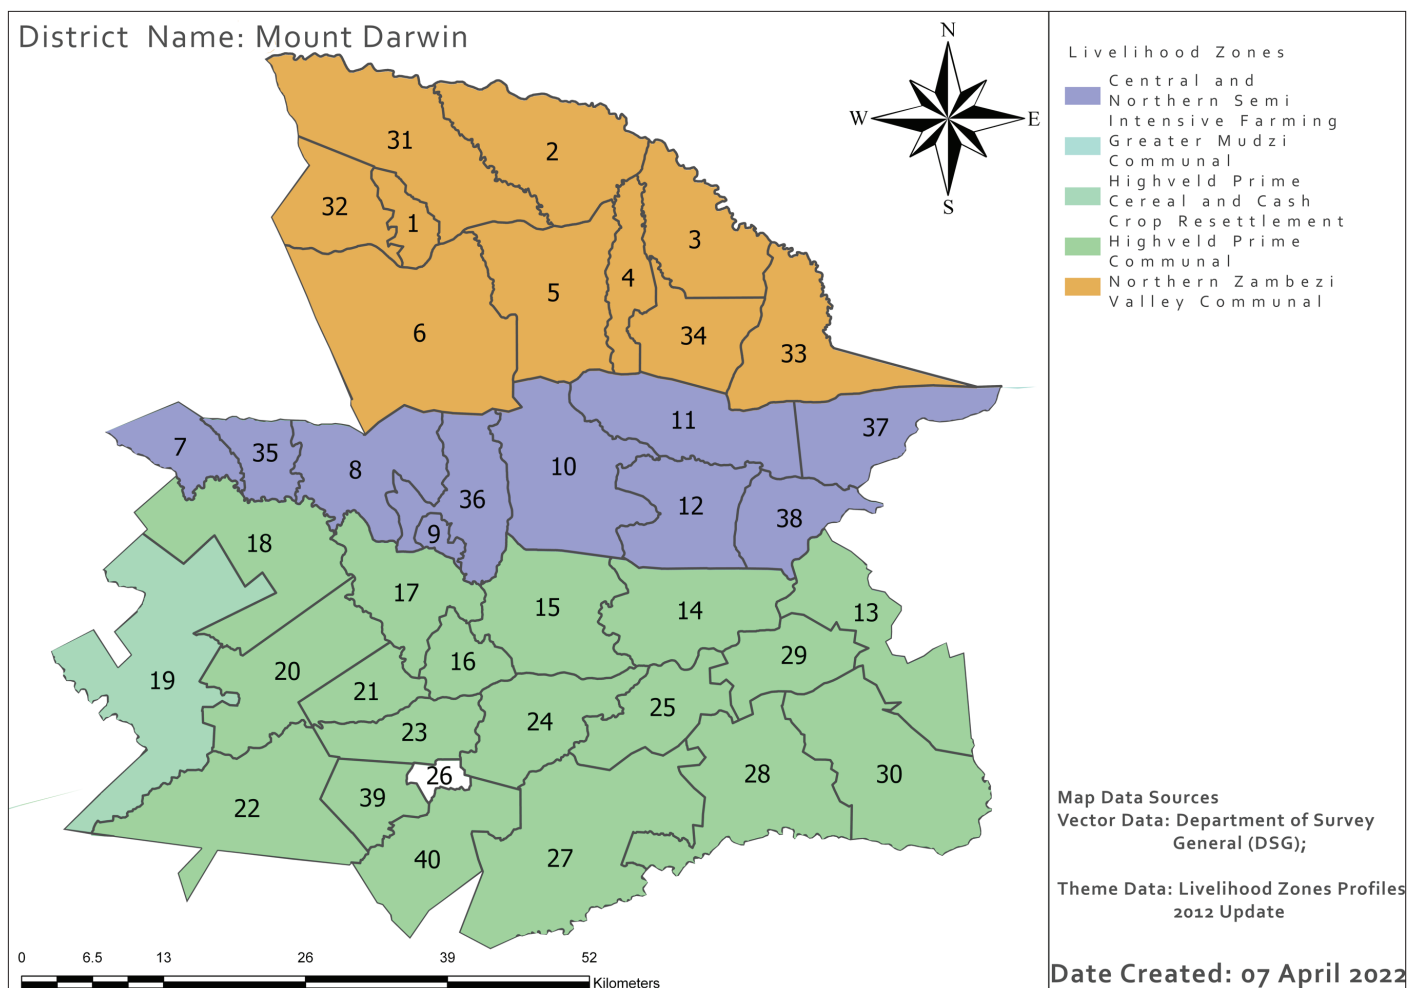 District Name: Mount Darwin
N
W
E
S
31
2
32
1
3
4
5
6
34
33
11
37
7
35
8
10
36
12
38
9
18
17
15
14
13
29
16
20
19
21
25
24
23
26
28
30
39
22
40
27
0
6.5
13
26
39
52
Kilometers
Livelihood Zones
Central and
Northern Semi
Intensive Farming
Greater Mudzi
Communal
Highveld Prime
Cereal and Cash
Crop Resettlement
Highveld Prime
Communal
Northern Zambezi
Valley Communal
Map Data Sources
Vector Data: Department of Survey
General (DSG);
Theme Data: Livelihood Zones Profiles
2012 Update
Date Created: 07 April 2022